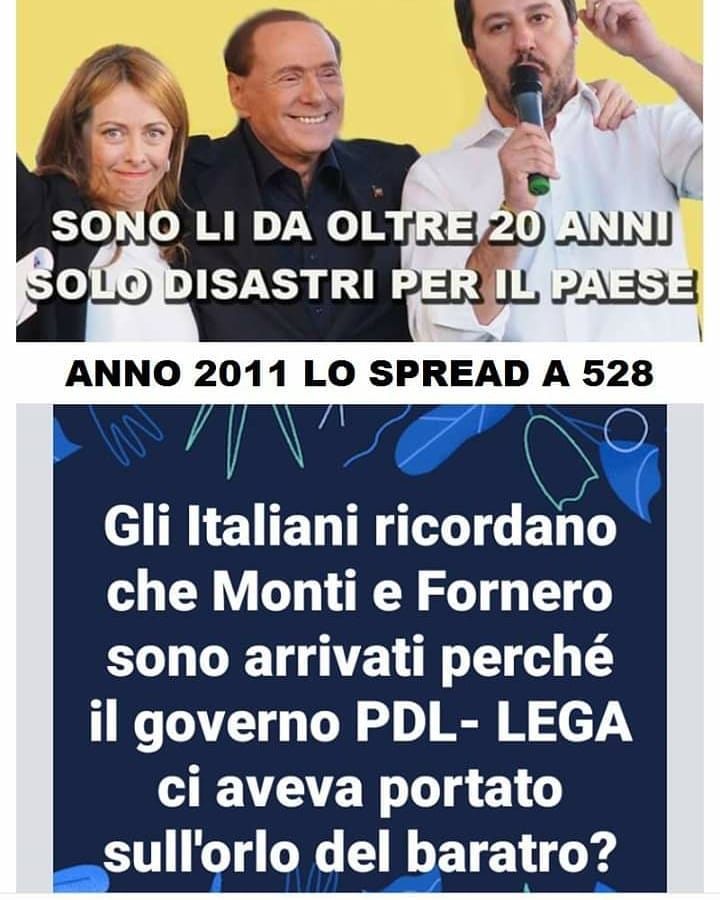 SONO LI DA OLTRE 20 ANNI
SOLO DISASTRI PER IL PAESE
ANNO 2011 LO SPREAD A 528
Gli Italiani ricordano
che Monti e Fornero
sono arrivati perché
il governo PDL- LEGA
ci aveva portato
sull'orlo del baratro?